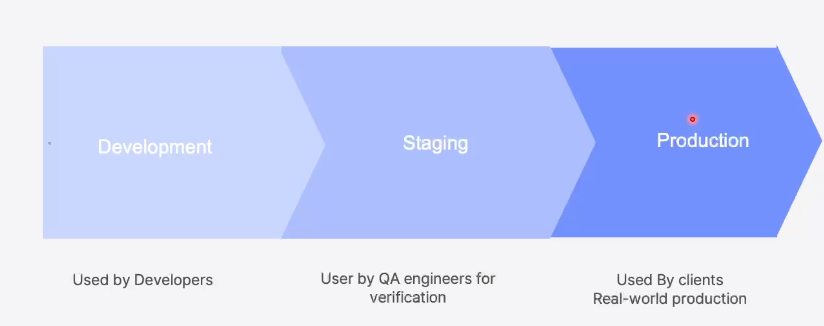 Development
Staging
Production
Used by Developers
User by QA engineers for
verification
Used By clients
Real-world production